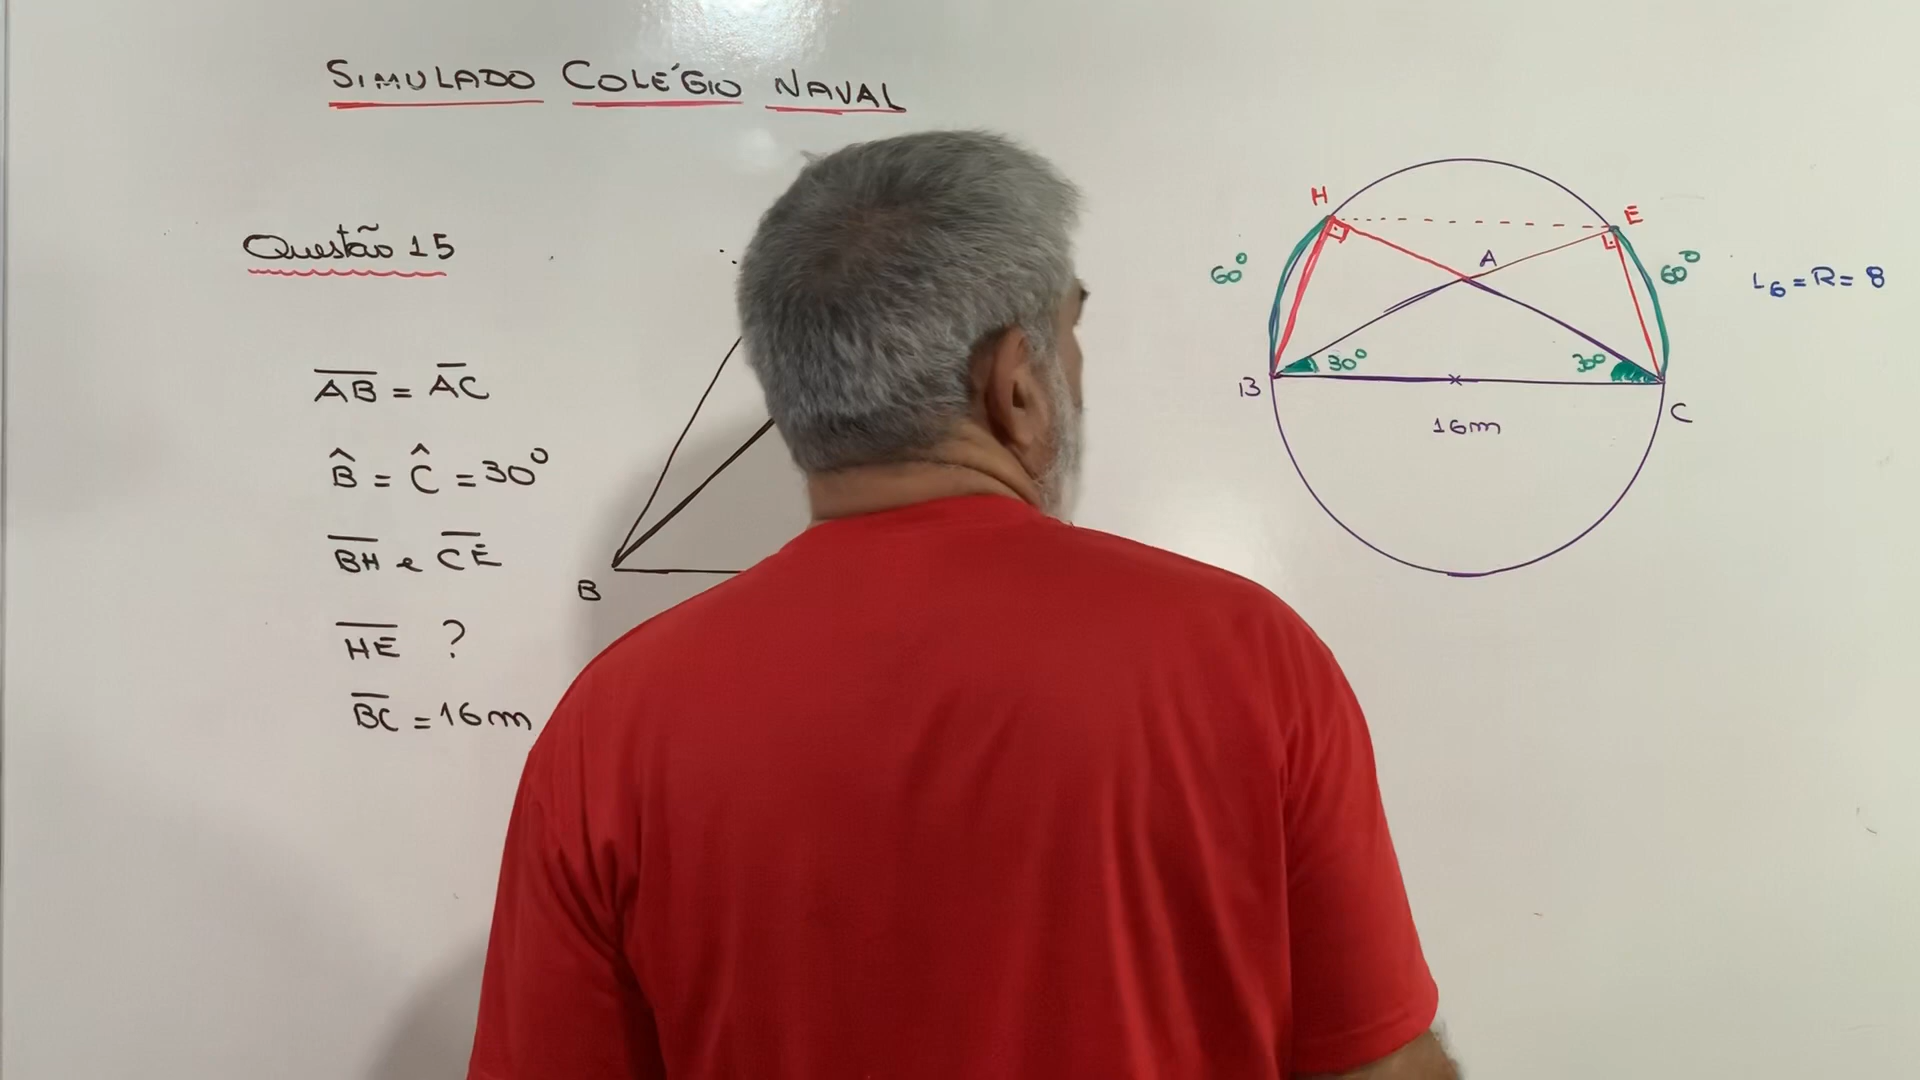 SIMULADO COLÉGIO NAVAL
Questão 15
AB = AC
B̂ = Ĉ = 30°
BH e CE
HE ?
BC = 16m
B
H
E
A
60°
60°
L6 = R = 8
30°
30°
B
C
16m